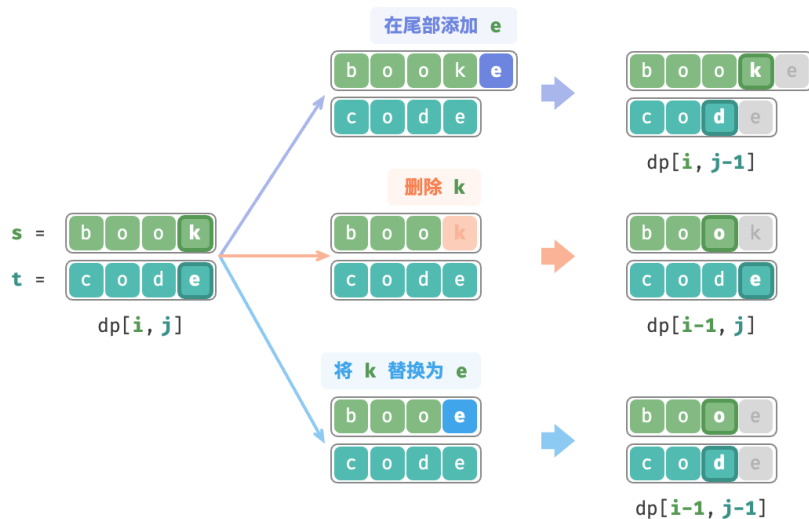 在尾部添加 e
b o o k e
c o d e
b o o k e
c o d e
dp[i, j-1]
删除 k
s = b o o k
t = c o d e
dp[i, j]
b o o k
c o d e
b o o k
c o d e
dp[i-1, j]
将 k 替换为 e
b o o e
c o d e
b o o e
c o d e
dp[i-1, j-1]